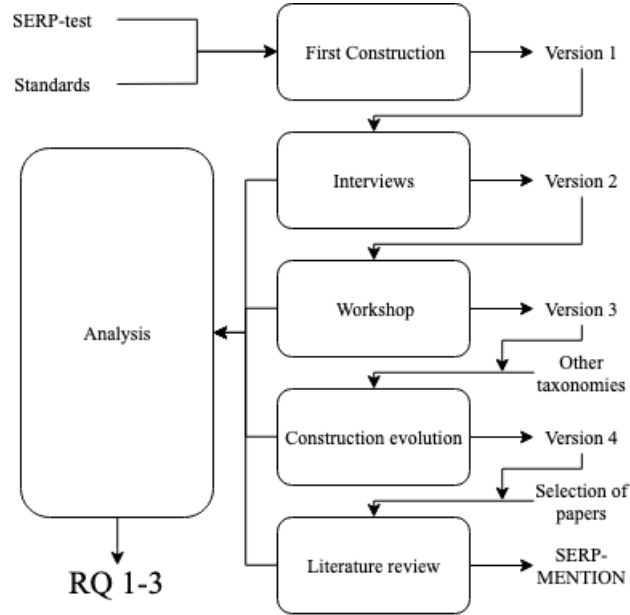 SERP-test
Standards
First Construction
Version 1
Interviews
Version 2
Workshop
Version 3
Analysis
Other
taxonomies
Construction evolution
Version 4
Selection of
papers
Literature review
SERP-
MENTION
RQ 1-3